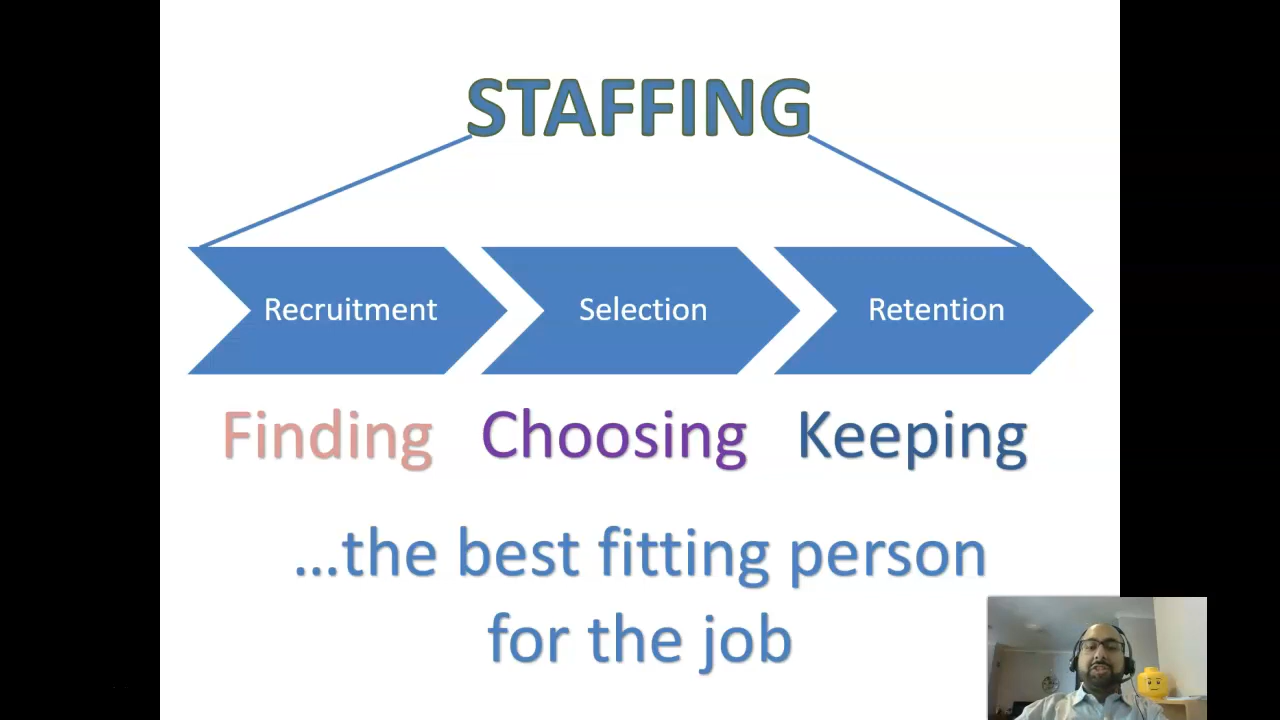 STAFFING
Recruitment Selection Retention
Finding Choosing Keeping
...the best fitting person
for the job